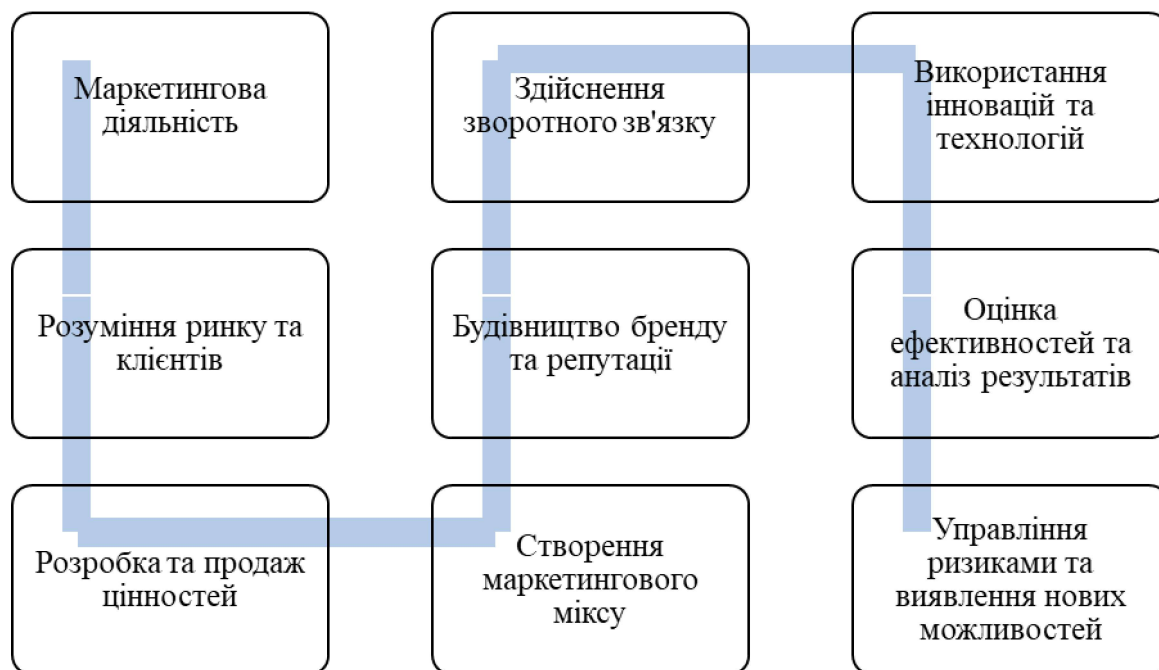 Маркетингова
діяльність
Розуміння ринку та
клієнтів
Розробка та продаж
цінностей
Створення
маркетингового
міксу
Будівництво бренду
та репутації
Здійснення
зворотного зв'язку
Використання
інновацій та
технологій
Оцінка
ефективностей та
аналіз результатів
Управління
ризиками та
виявлення нових
можливостей